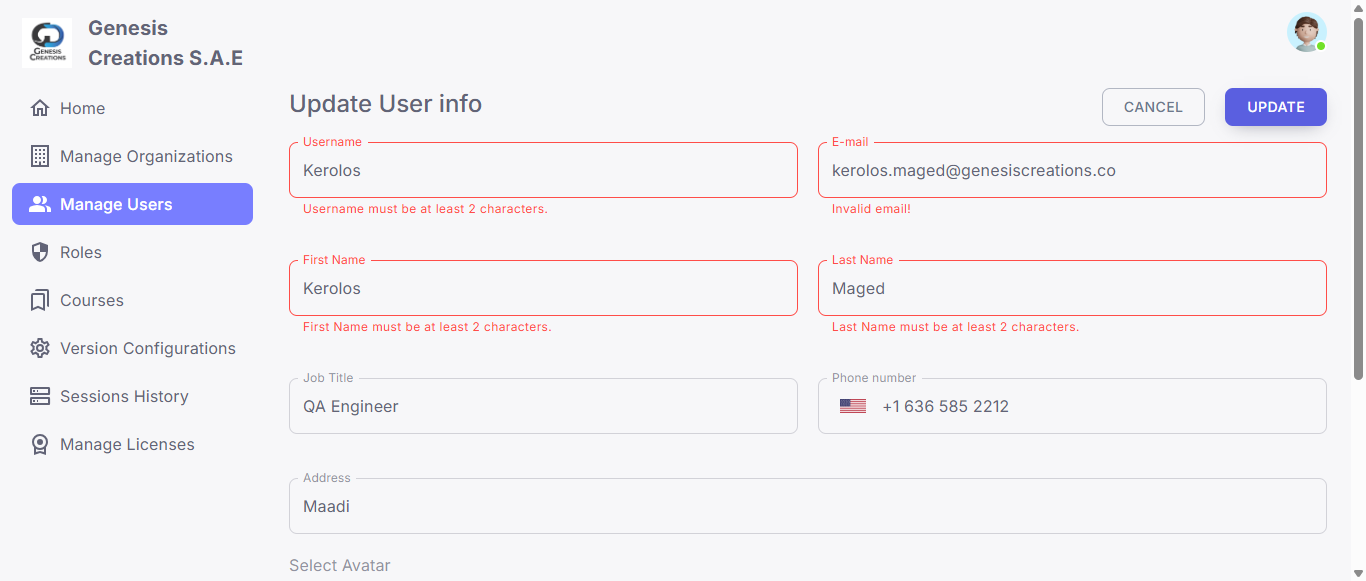 Genesis
Creations S.A.E
GENESIS
CREATIONS
Home
Manage Organizations
Manage Users
Roles
Courses
Version Configurations
Sessions History
Manage Licenses
Update User info
CANCEL
UPDATE
Username
Kerolos
Username must be at least 2 characters.
E-mail
kerolos.maged@genesiscreations.co
Invalid email!
First Name
Kerolos
First Name must be at least 2 characters.
Last Name
Maged
Last Name must be at least 2 characters.
Job Title
QA Engineer
Phone number
+1 636 585 2212
Address
Maadi
Select Avatar